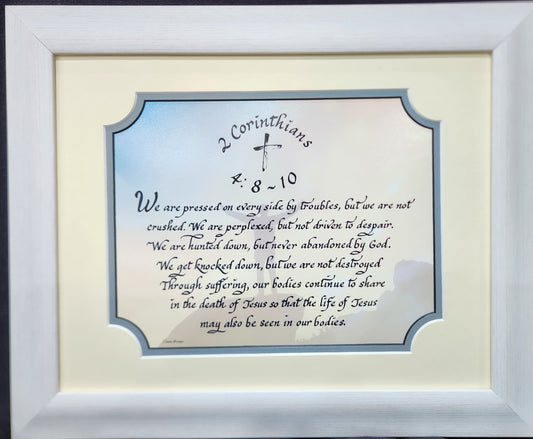 2 Corinthians
4: 8~10
We are pressed on every side by troubles, but we are not
crushed. We are perplexed, but not driven to despair.
We are hunted down, but never abandoned by God.
We get knocked down, but we are not destroyed
Through suffering, our bodies continue to share
in the death of Jesus so that the life of Jesus
may also be seen in our bodies.